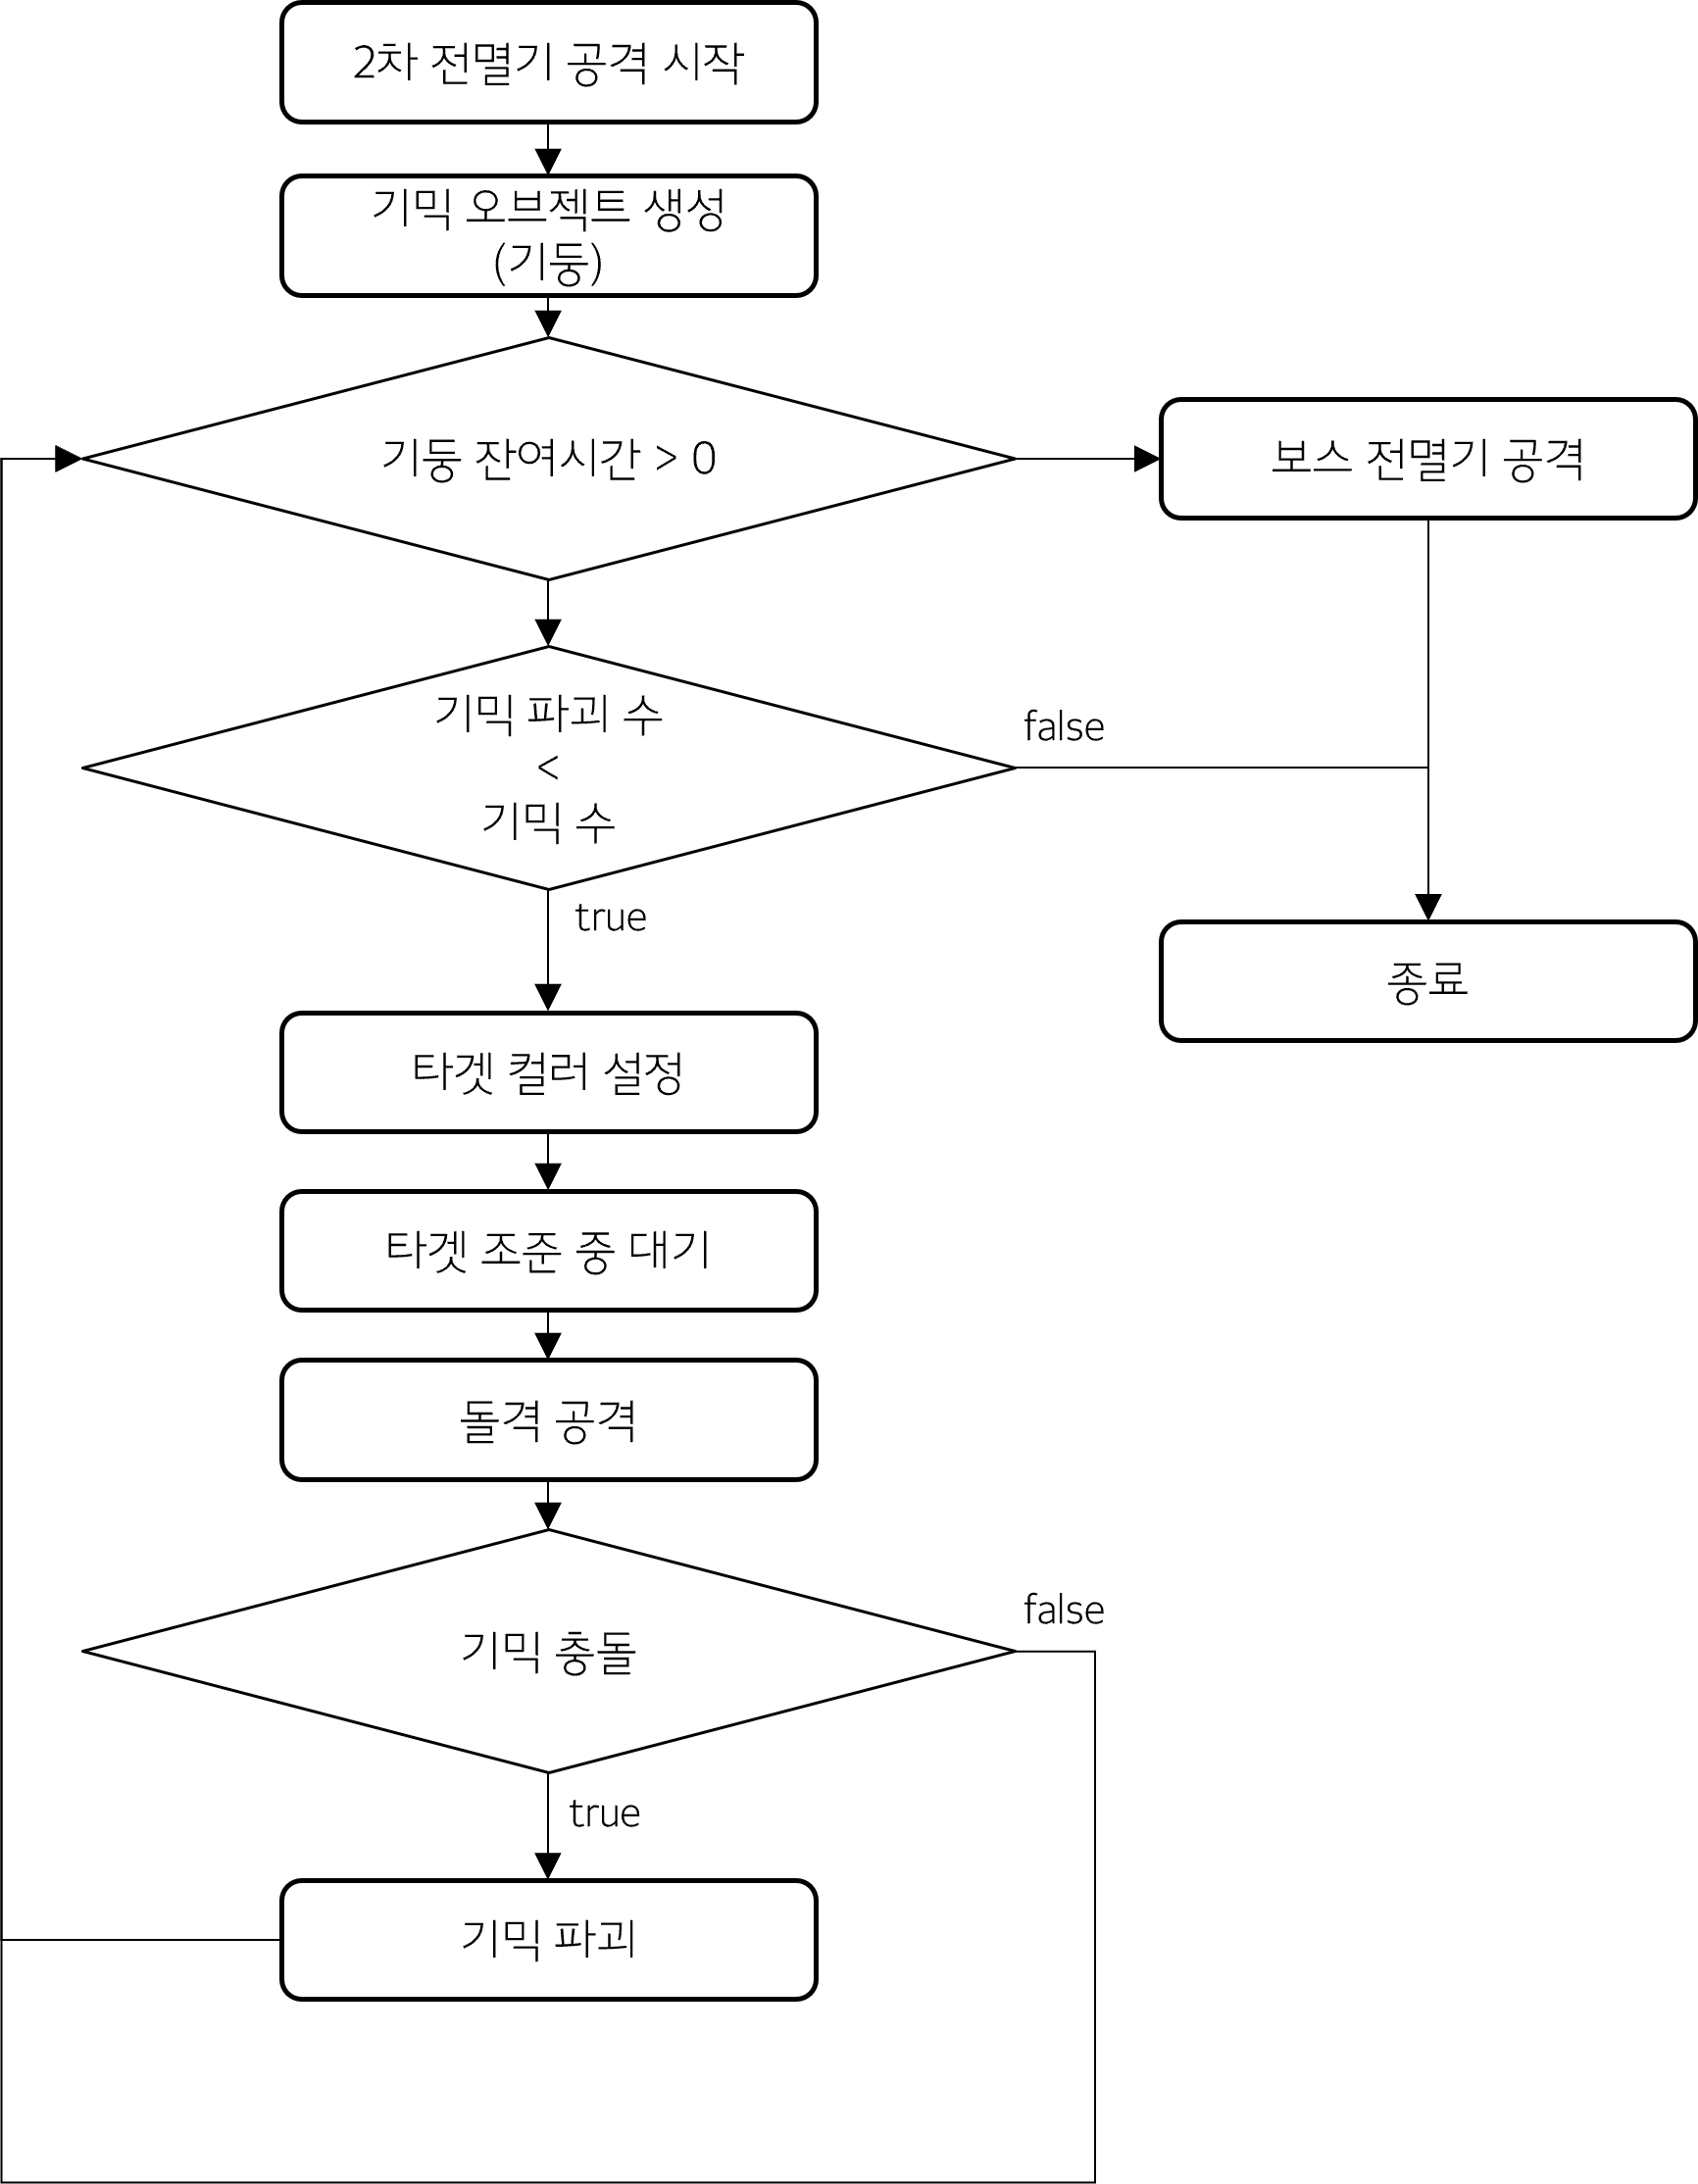 2차 전멸기 공격 시작
기믹 오브젝트 생성
(기둥)
기둥 잔여시간 > 0
보스 전멸기 공격
기믹 파괴 수
<
기믹 수
false
true
종료
타겟 컬러 설정
타겟 조준 중 대기
돌격 공격
기믹 충돌
false
true
기믹 파괴